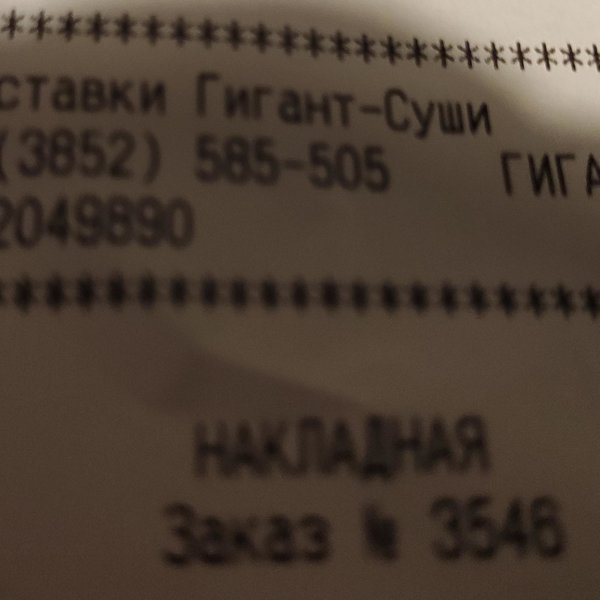 ************************
ставки Гигант-Суши
(3852) 585-505 ГИГА
2049890
************************
НАКЛАДНАЯ
Заказ № 3546